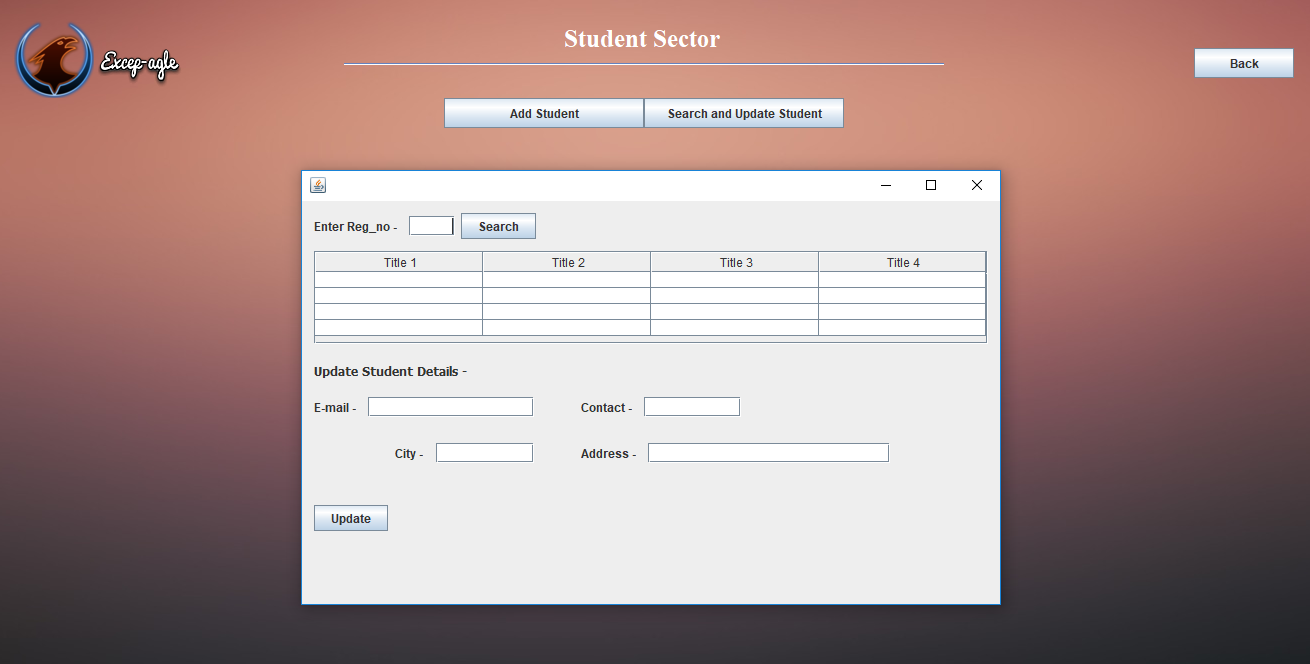 Student Sector
Excep-agle
Back
Add Student
Search and Update Student
Enter Reg_no -
Search
Title 1
Title 2
Title 3
Title 4
Update Student Details -
E-mail -
Contact -
City -
Address -
Update